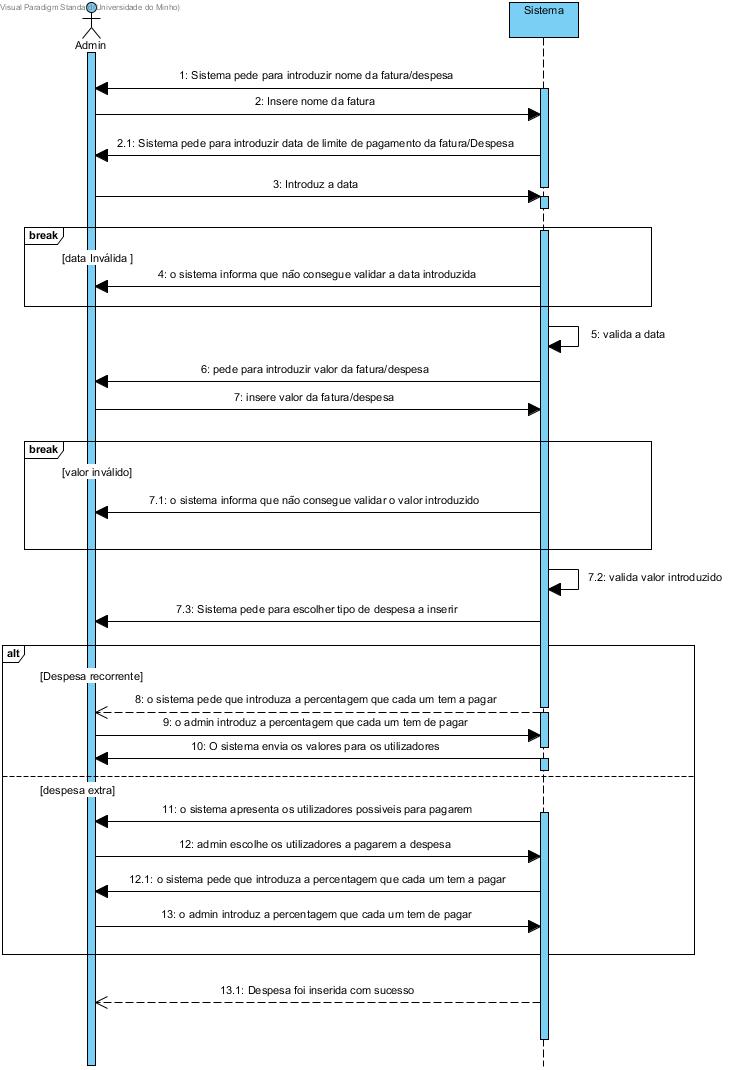 Visual Paradigm Standard(Universidade do Minho)
Sistema
Admin
1: Sistema pede para introduzir nome da fatura/despesa
2: Insere nome da fatura
2.1: Sistema pede para introduzir data de limite de pagamento da fatura/Despesa
3: Introduz a data
break
[data Inválida ]
4: o sistema informa que não consegue validar a data introduzida
5: valida a data
6: pede para introduzir valor da fatura/despesa
7: insere valor da fatura/despesa
break
[valor inválido]
7.1: o sistema informa que não consegue validar o valor introduzido
7.2: valida valor introduzido
7.3: Sistema pede para escolher tipo de despesa a inserir
alt
[Despesa recorrente]
8: o sistema pede que introduza a percentagem que cada um tem a pagar
9: o admin introduz a percentagem que cada um tem de pagar
10: O sistema envia os valores para os utilizadores
[despesa extra]
11: o sistema apresenta os utilizadores possiveis para pagarem
12: admin escolhe os utilizadores a pagarem a despesa
12.1: o sistema pede que introduza a percentagem que cada um tem a pagar
13: o admin introduz a percentagem que cada um tem de pagar
13.1: Despesa foi inserida com sucesso